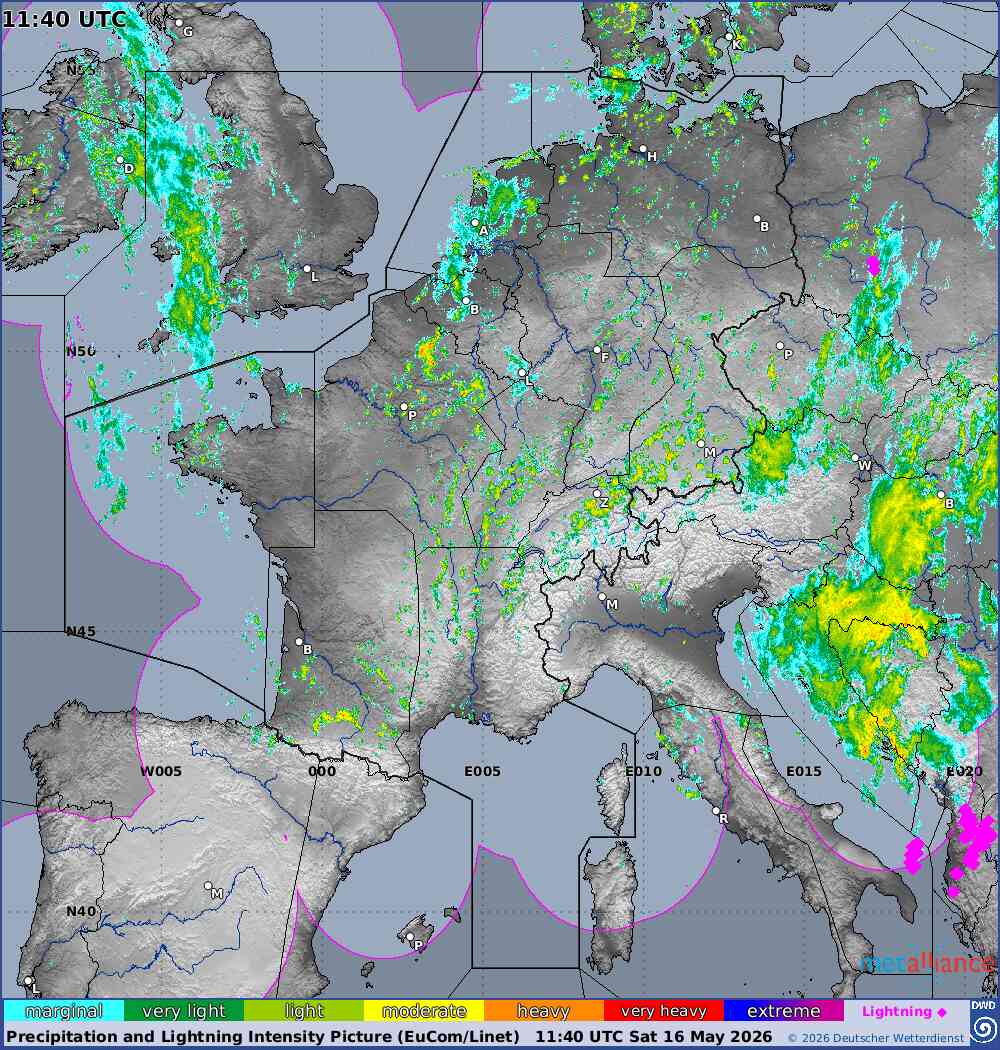 11:40 UTC
G
K
N55
D
H
A
B
L
B
N50
P
F
L
P
M
W
Z
B
M
N45
B
W005
000
E005
E010
E015
E020
R
M
N40
P
L
metalliance
marginal very light light moderate heavy very heavy extreme Lightning ◆
DWD
Precipitation and Lightning Intensity Picture (EuCom/Linet) 11:40 UTC Sat 16 May 2026 © 2026 Deutscher Wetterdienst